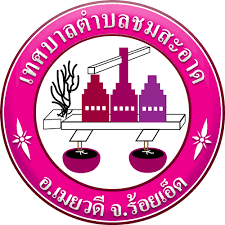 เทศบาลตำบลชมสะอาด
อ.เมยวดี จ.ร้อยเอ็ด